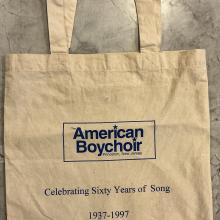 American
Boychoir
Princeton, New Jersey
Celebrating Sixty Years of Song
1937-1997